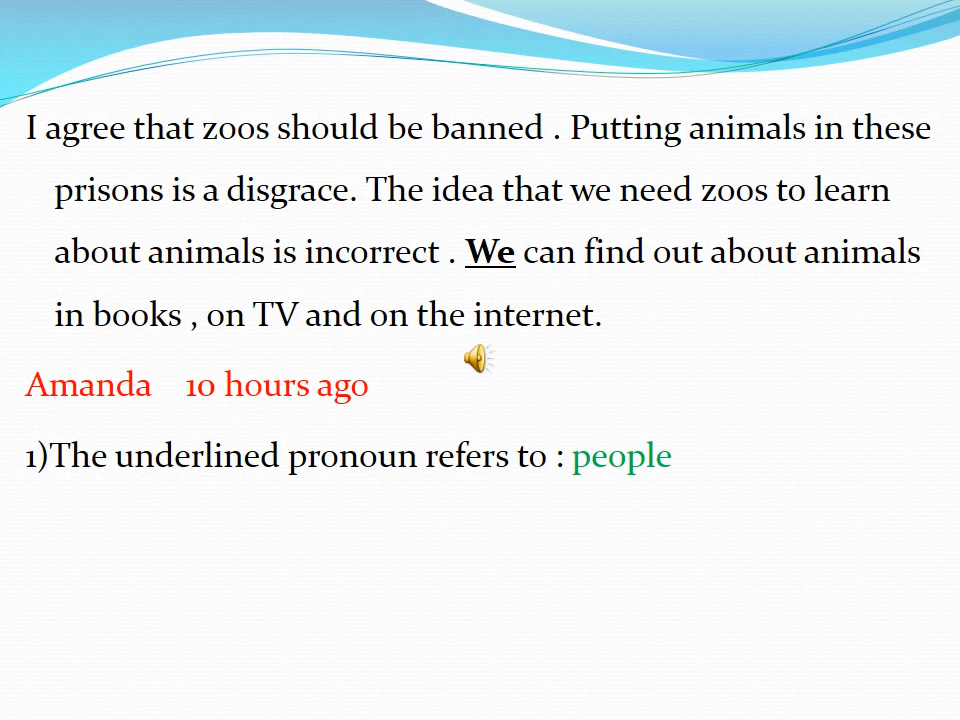 I agree that zoos should be banned . Putting animals in these
prisons is a disgrace. The idea that we need zoos to learn
about animals is incorrect . We can find out about animals
in books , on TV and on the internet.
Amanda 10 hours ago
1)The underlined pronoun refers to : people